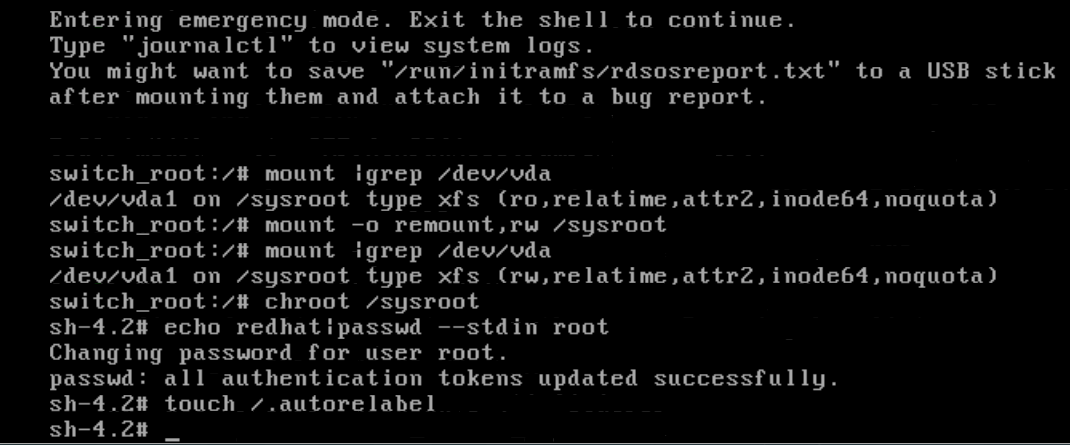 Entering emergency mode. Exit the shell to continue.
Type "journalctl" to view system logs.
You might want to save "/run/initramfs/rdsosreport.txt" to a USB stick
after mounting them and attach it to a bug report.
switch_root:/# mount |grep /dev/vda
/dev/vda1 on /sysroot type xfs (ro,relatime,attr2,inode64,noquota)
switch_root:/# mount -o remount,rw /sysroot
switch_root:/# mount |grep /dev/vda
/dev/vda1 on /sysroot type xfs (rw,relatime,attr2,inode64,noquota)
switch_root:/# chroot /sysroot
sh-4.2# echo redhat|passwd --stdin root
Changing password for user root.
passwd: all authentication tokens updated successfully.
sh-4.2# touch /.autorelabel
sh-4.2# _